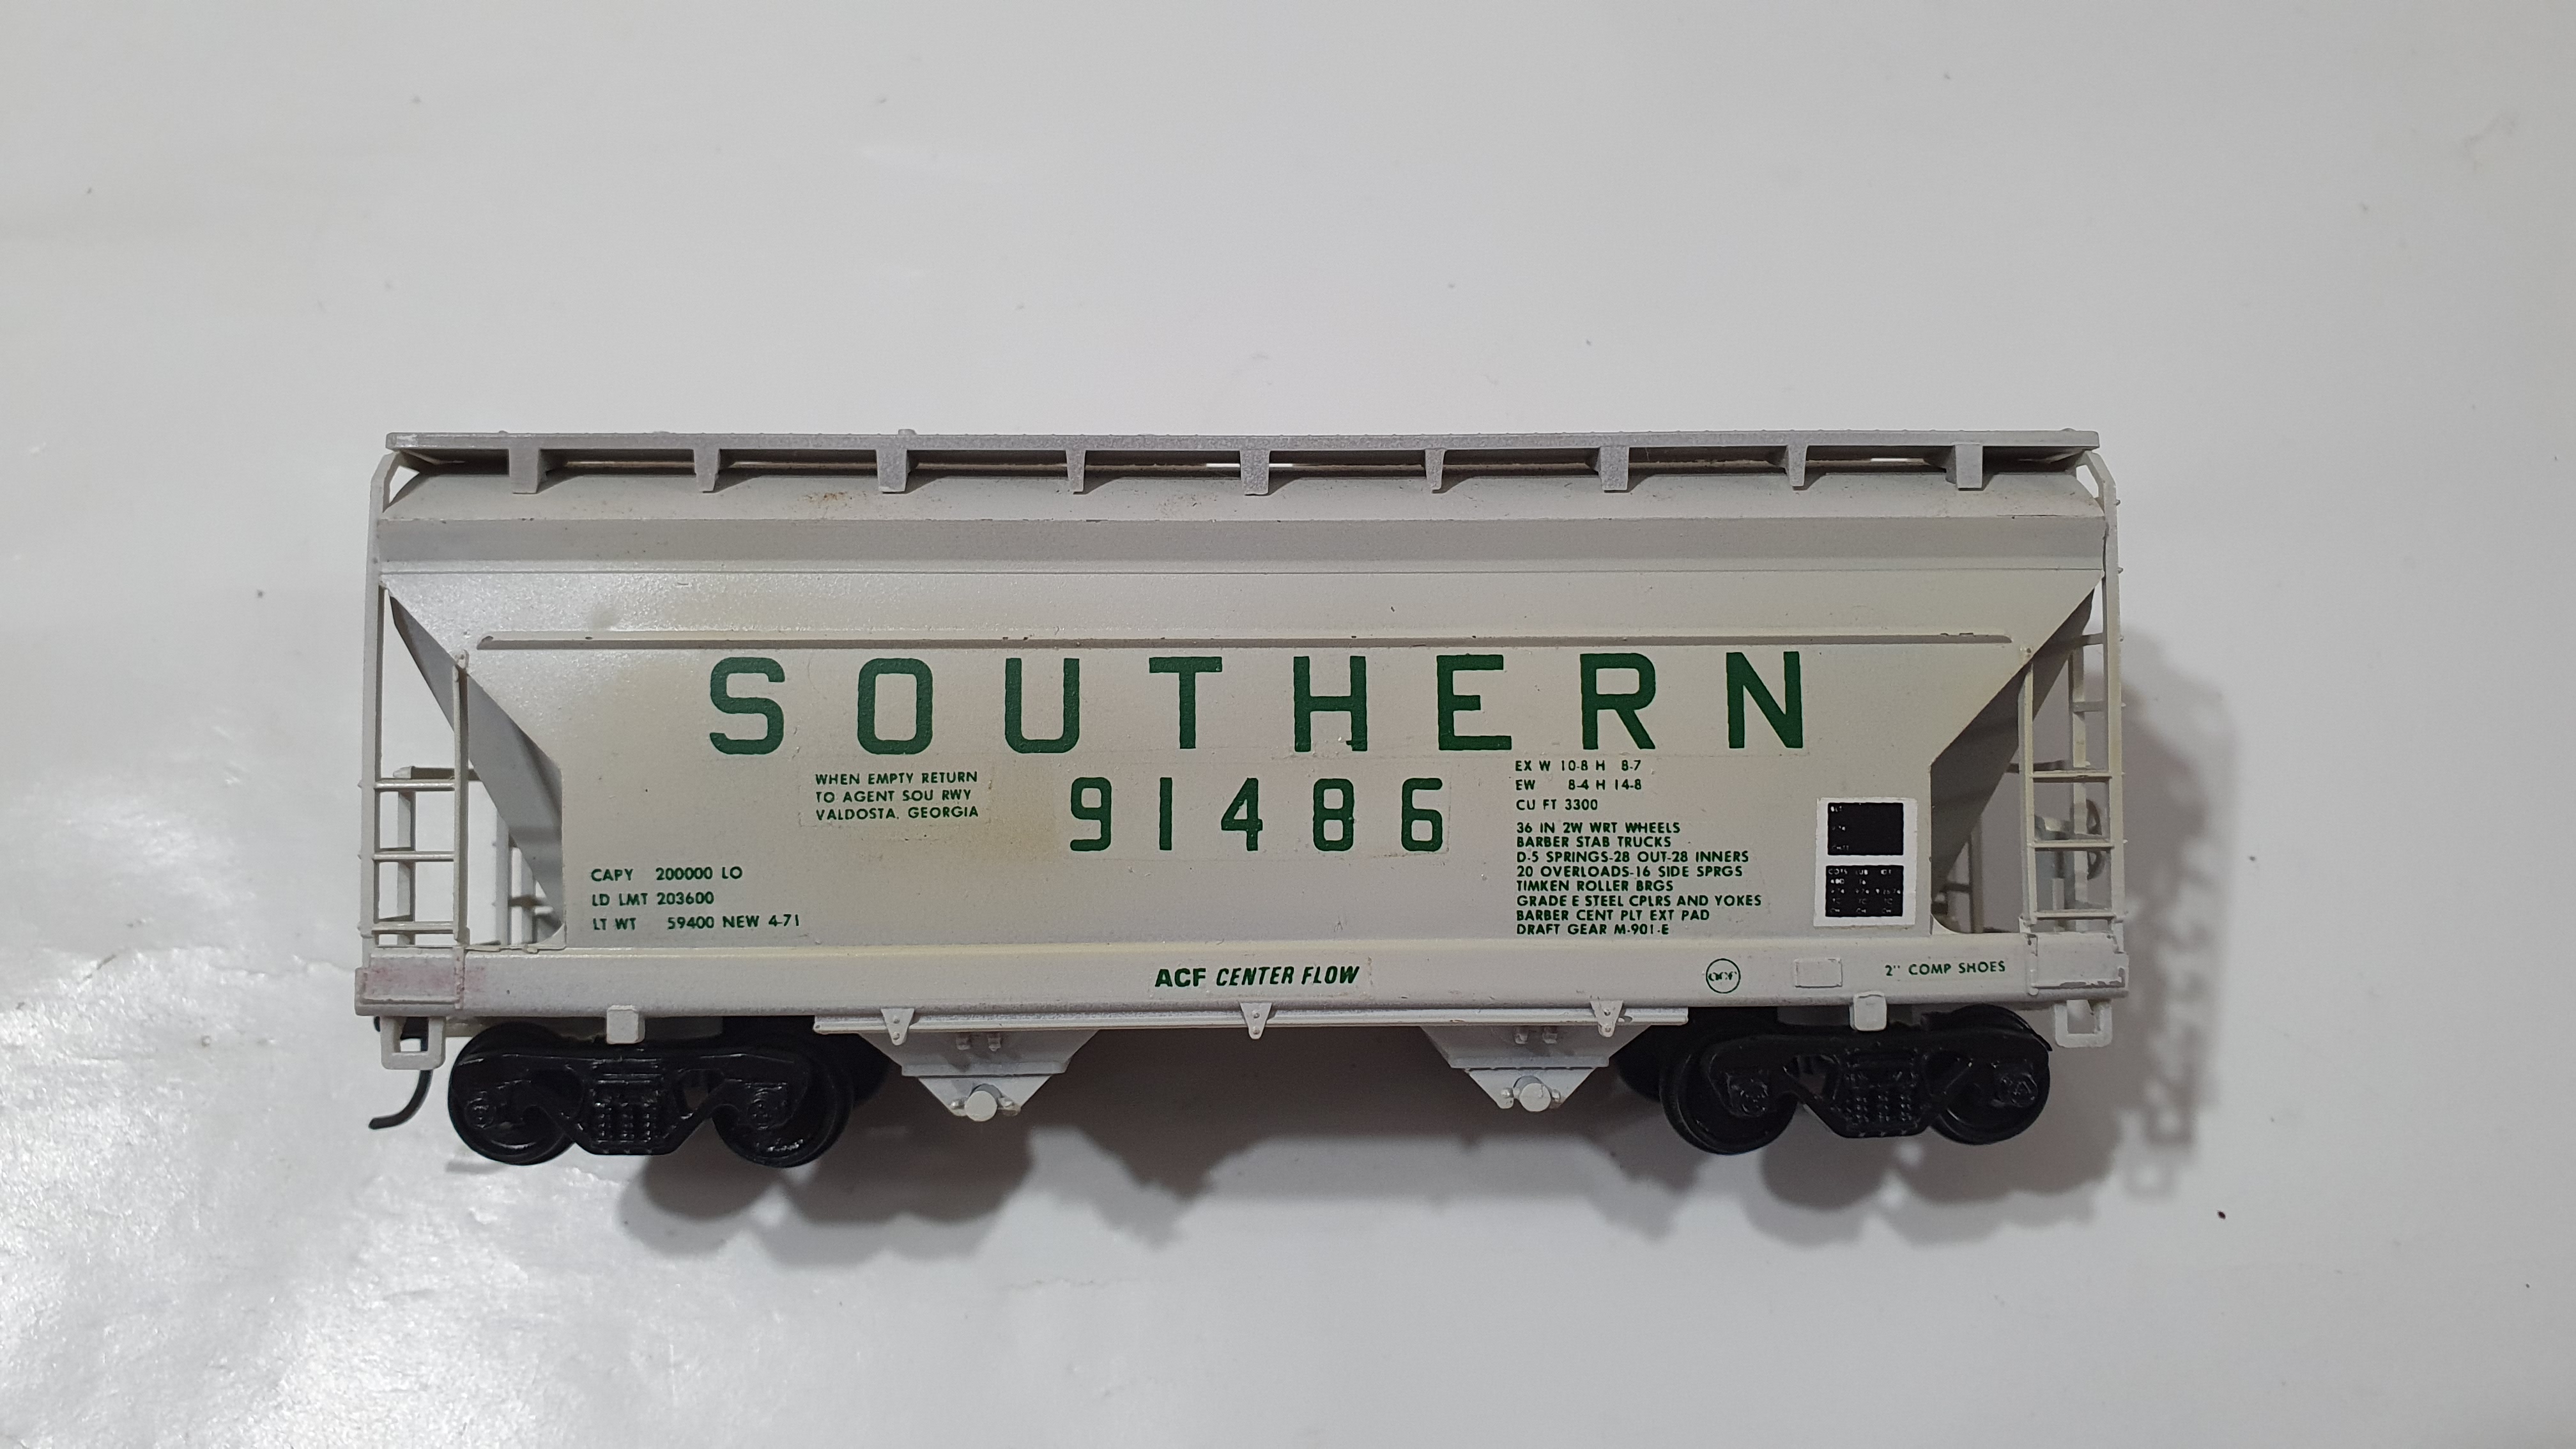 SOUTHERN
91486
WHEN EMPTY RETURN
TO AGENT SOU RWY
VALDOSTA, GEORGIA
CAPY 200000 LO
LD LMT 203600
LT WT 59400 NEW 4-71
EX W 10-8 H 8-7
EW 8-4 H 14-8
CU FT 3300
36 IN 2W WRT WHEELS
BARBER STAB TRUCKS
D-5 SPRINGS-28 OUT-28 INNERS
20 OVERLOADS-16 SIDE SPRGS
TIMKEN ROLLER BRGS
GRADE E STEEL CPLRS AND YOKES
BARBER CENT PLT EXT PAD
DRAFT GEAR M-901-E
ACF CENTER FLOW
acf
2" COMP SHOES